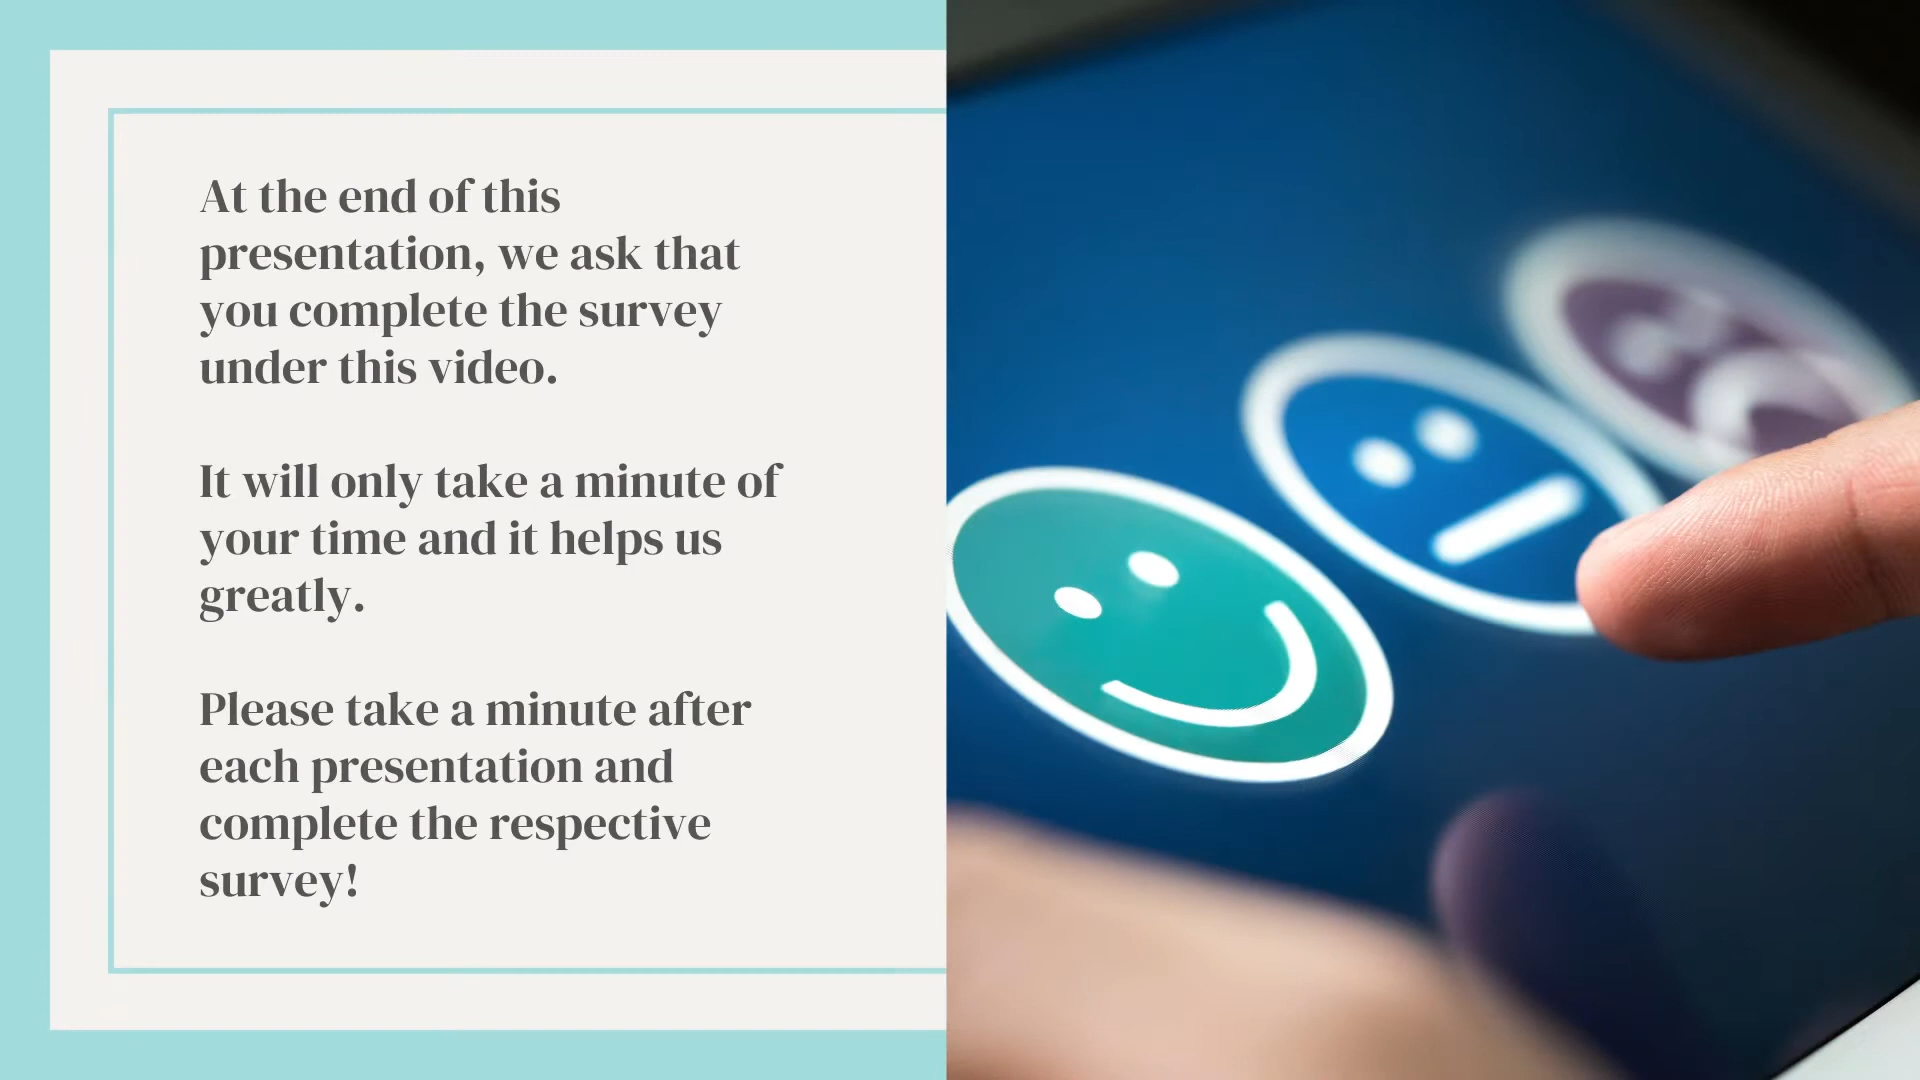 At the end of this
presentation, we ask that
you complete the survey
under this video.
It will only take a minute of
your time and it helps us
greatly.
Please take a minute after
each presentation and
complete the respective
survey!